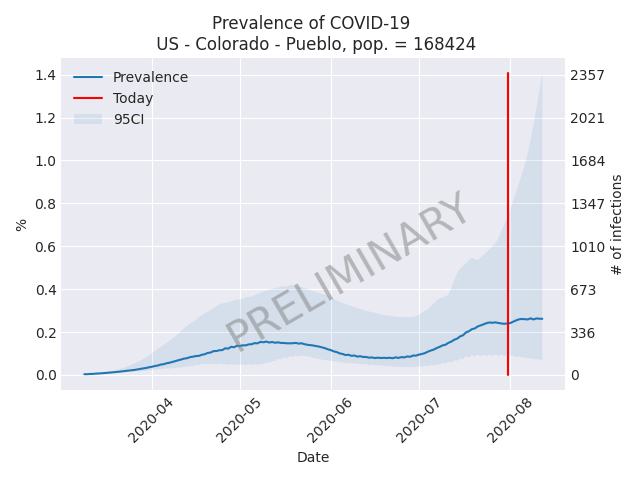 Prevalence of COVID-19
US - Colorado - Pueblo, pop. = 168424
Prevalence
Today
95CI
PRELIMINARY
%
1.4
1.2
1.0
0.8
0.6
0.4
0.2
0.0
2357
2021
1684
1347
1010
673
336
0
# of infections
2020-04
2020-05
2020-06
2020-07
2020-08
Date